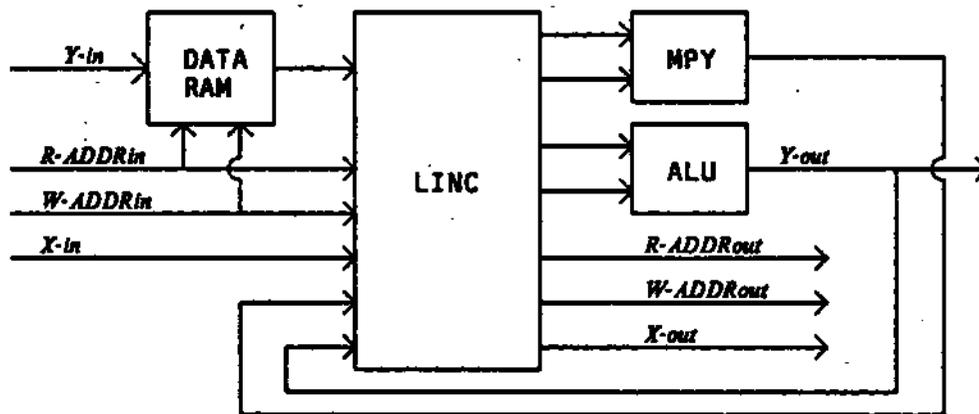 Y-in
DATA
RAM
LINC
MPY
R-ADDRin
ALU
Y-out
W-ADDRin
X-in
R-ADDRout
W-ADDRout
X-out